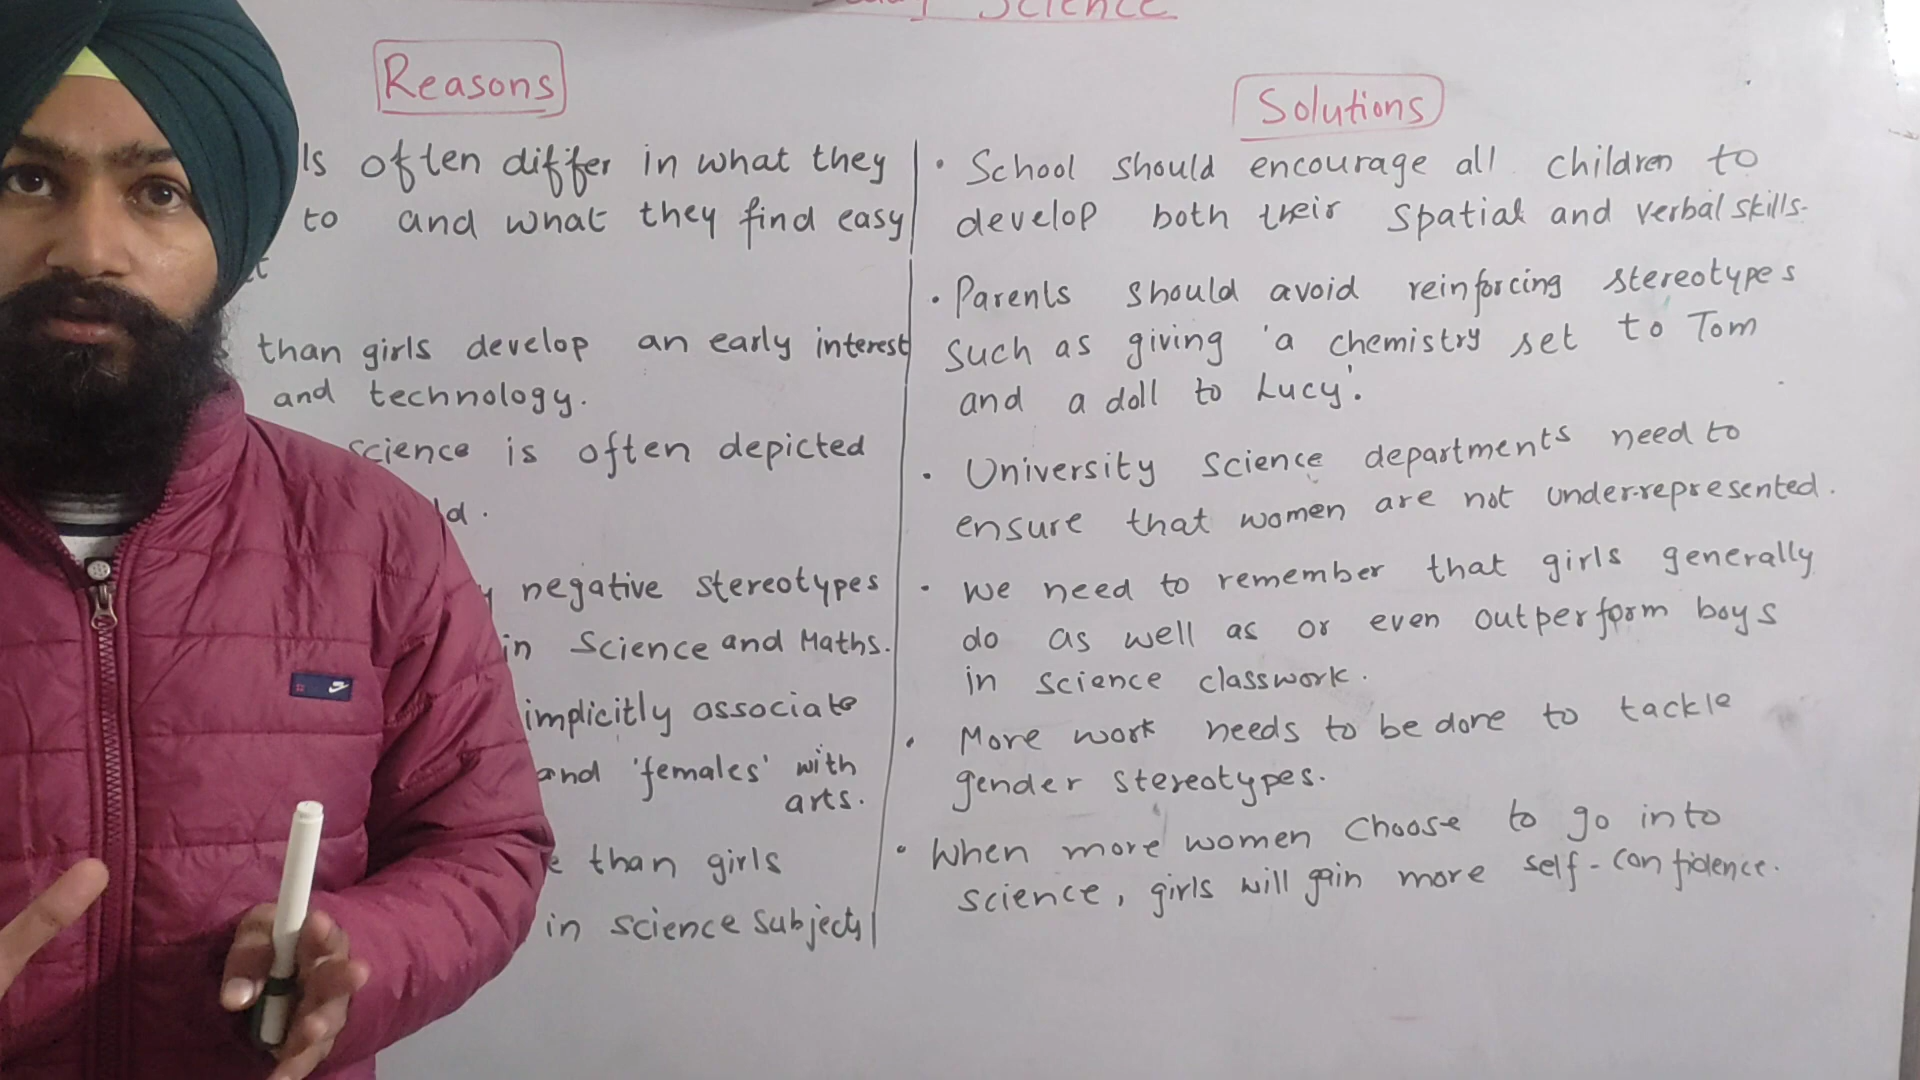 Science
Reasons
ls often differ in what they
to and what they find easy
than girls develop an early interest
and technology.
science is often depicted
ld.
negative stereotypes
in Science and Maths.
implicitly associate
and 'females' with
arts.
than girls
in science subjects
Solutions
• School should encourage all children to
develop both their spatial and verbal skills.
• Parents should avoid reinforcing stereotypes
such as giving 'a chemistry set to Tom
and a doll to Lucy'.
• University Science departments need to
ensure that women are not under-represented.
• we need to remember that girls generally
do as well as or even outperform boys
in science classwork.
• More work needs to be done to tackle
gender stereotypes.
• When more women choose to go into
science, girls will gain more self-confidence.